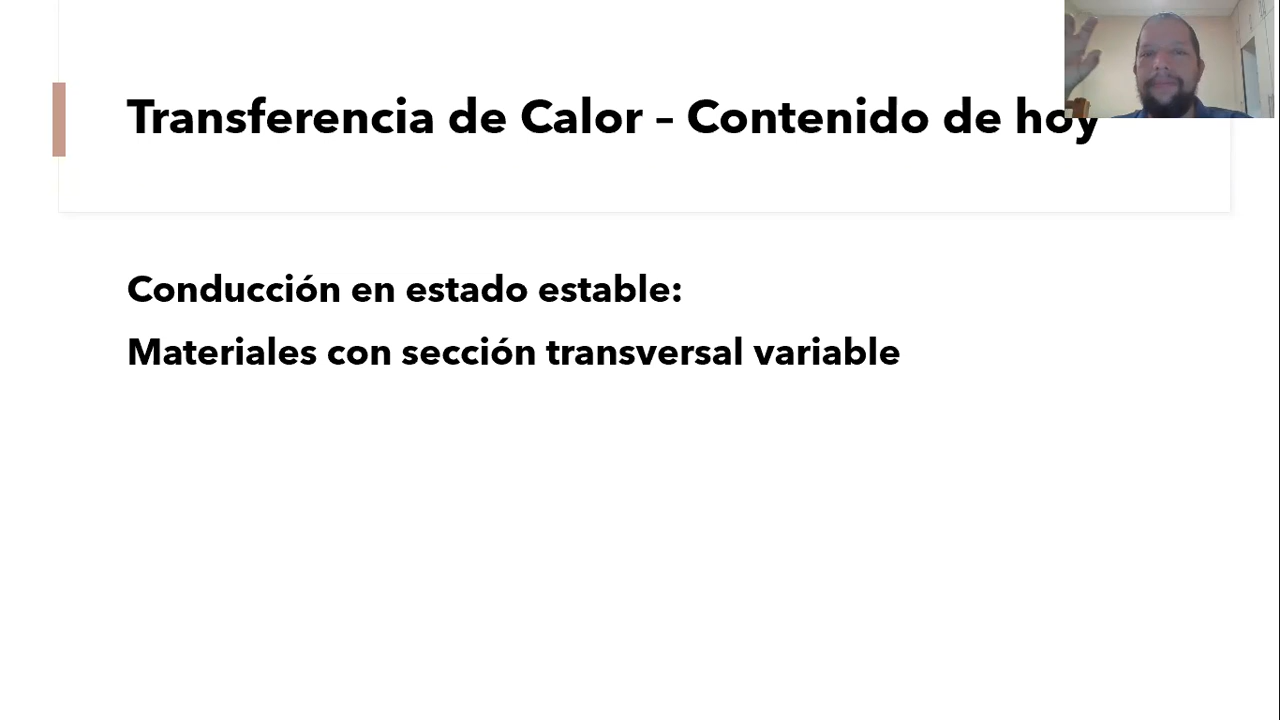 Transferencia de Calor – Contenido de hoy
Conducción en estado estable:
Materiales con sección transversal variable